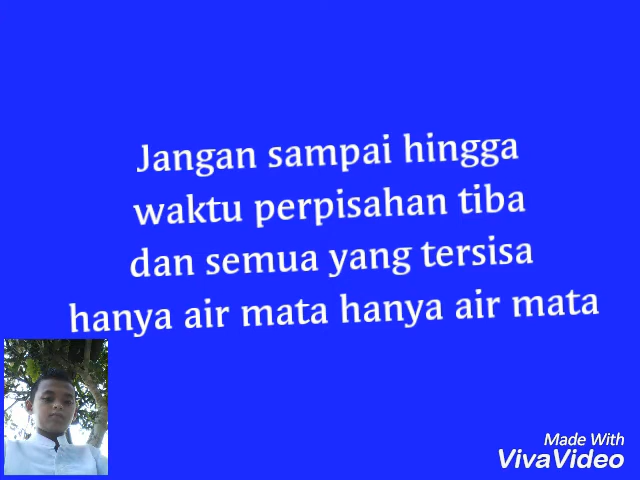 Jangan sampai hingga
waktu perpisahan tiba
dan semua yang tersisa
hanya air mata hanya air mata
Made With
VivaVideo